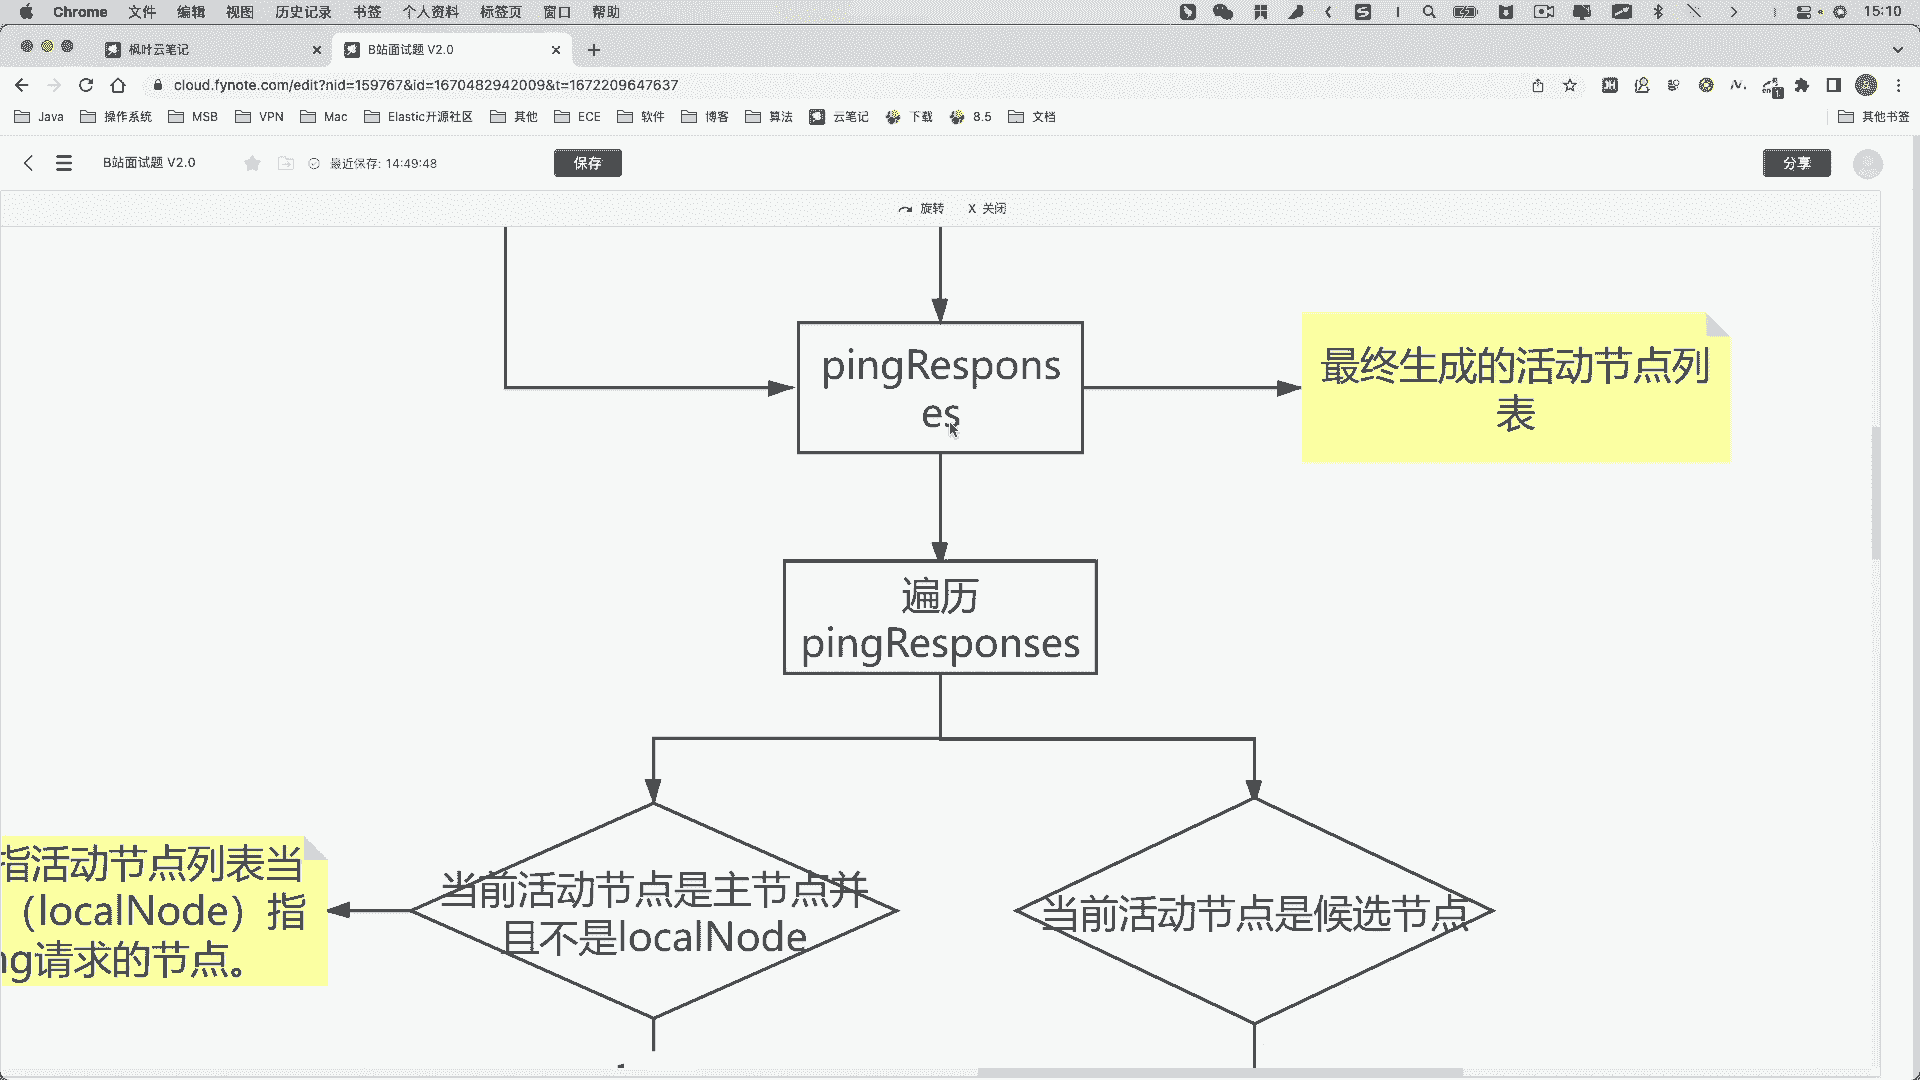 Chrome 文件 编辑 视图 历史记录 书签 个人资料 标签页 窗口 帮助 15:10
枫叶云笔记 B站面试题 V2.0
cloud.fynote.com/edit?nid=159767&id=1670482942009&t=1672209647637
Java 操作系统 MSB VPN Mac Elastic开源社区 其他 ECE 软件 博客 算法 云笔记 下载 8.5 文档 其他书签
B站面试题 V2.0 最近保存: 14:49:48 保存 分享
旋转 X 关闭
pingRespons
es
最终生成的活动节点列
表
遍历
pingResponses
指活动节点列表当
（localNode）指
ng请求的节点。
当前活动节点是主节点并
且不是localNode
当前活动节点是候选节点